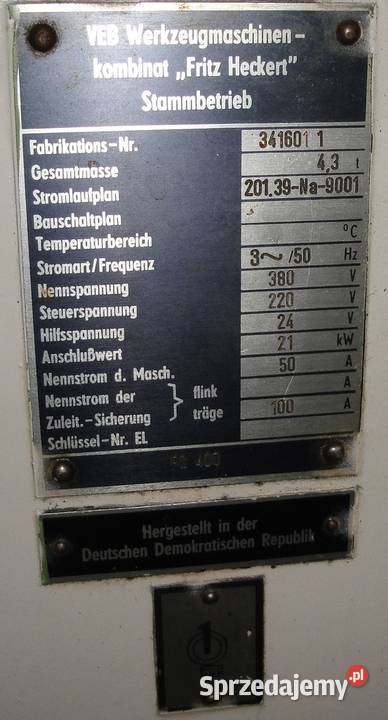 VEB Werkzeugmaschinen-
kombinat „Fritz Heckert"
Stammbetrieb
Fabrikations-Nr. 341601 1
Gesamtmasse 4,3 t
Stromlaufplan 201.39-Na-9001
Bauschaltplan
Temperaturbereich °C
Stromart/Frequenz 3~ /50 Hz
Nennspannung 380 V
Steuerspannung 220 V
Hilfsspannung 24 V
Anschlußwert 21 kW
Nennstrom d. Masch. 50 A
Nennstrom der } flink A
Zuleit.-Sicherung } träge 100 A
Schlüssel-Nr. EL
400
Hergestellt in der
Deutschen Demokratischen Republik
1
Sprzedajemy.pl